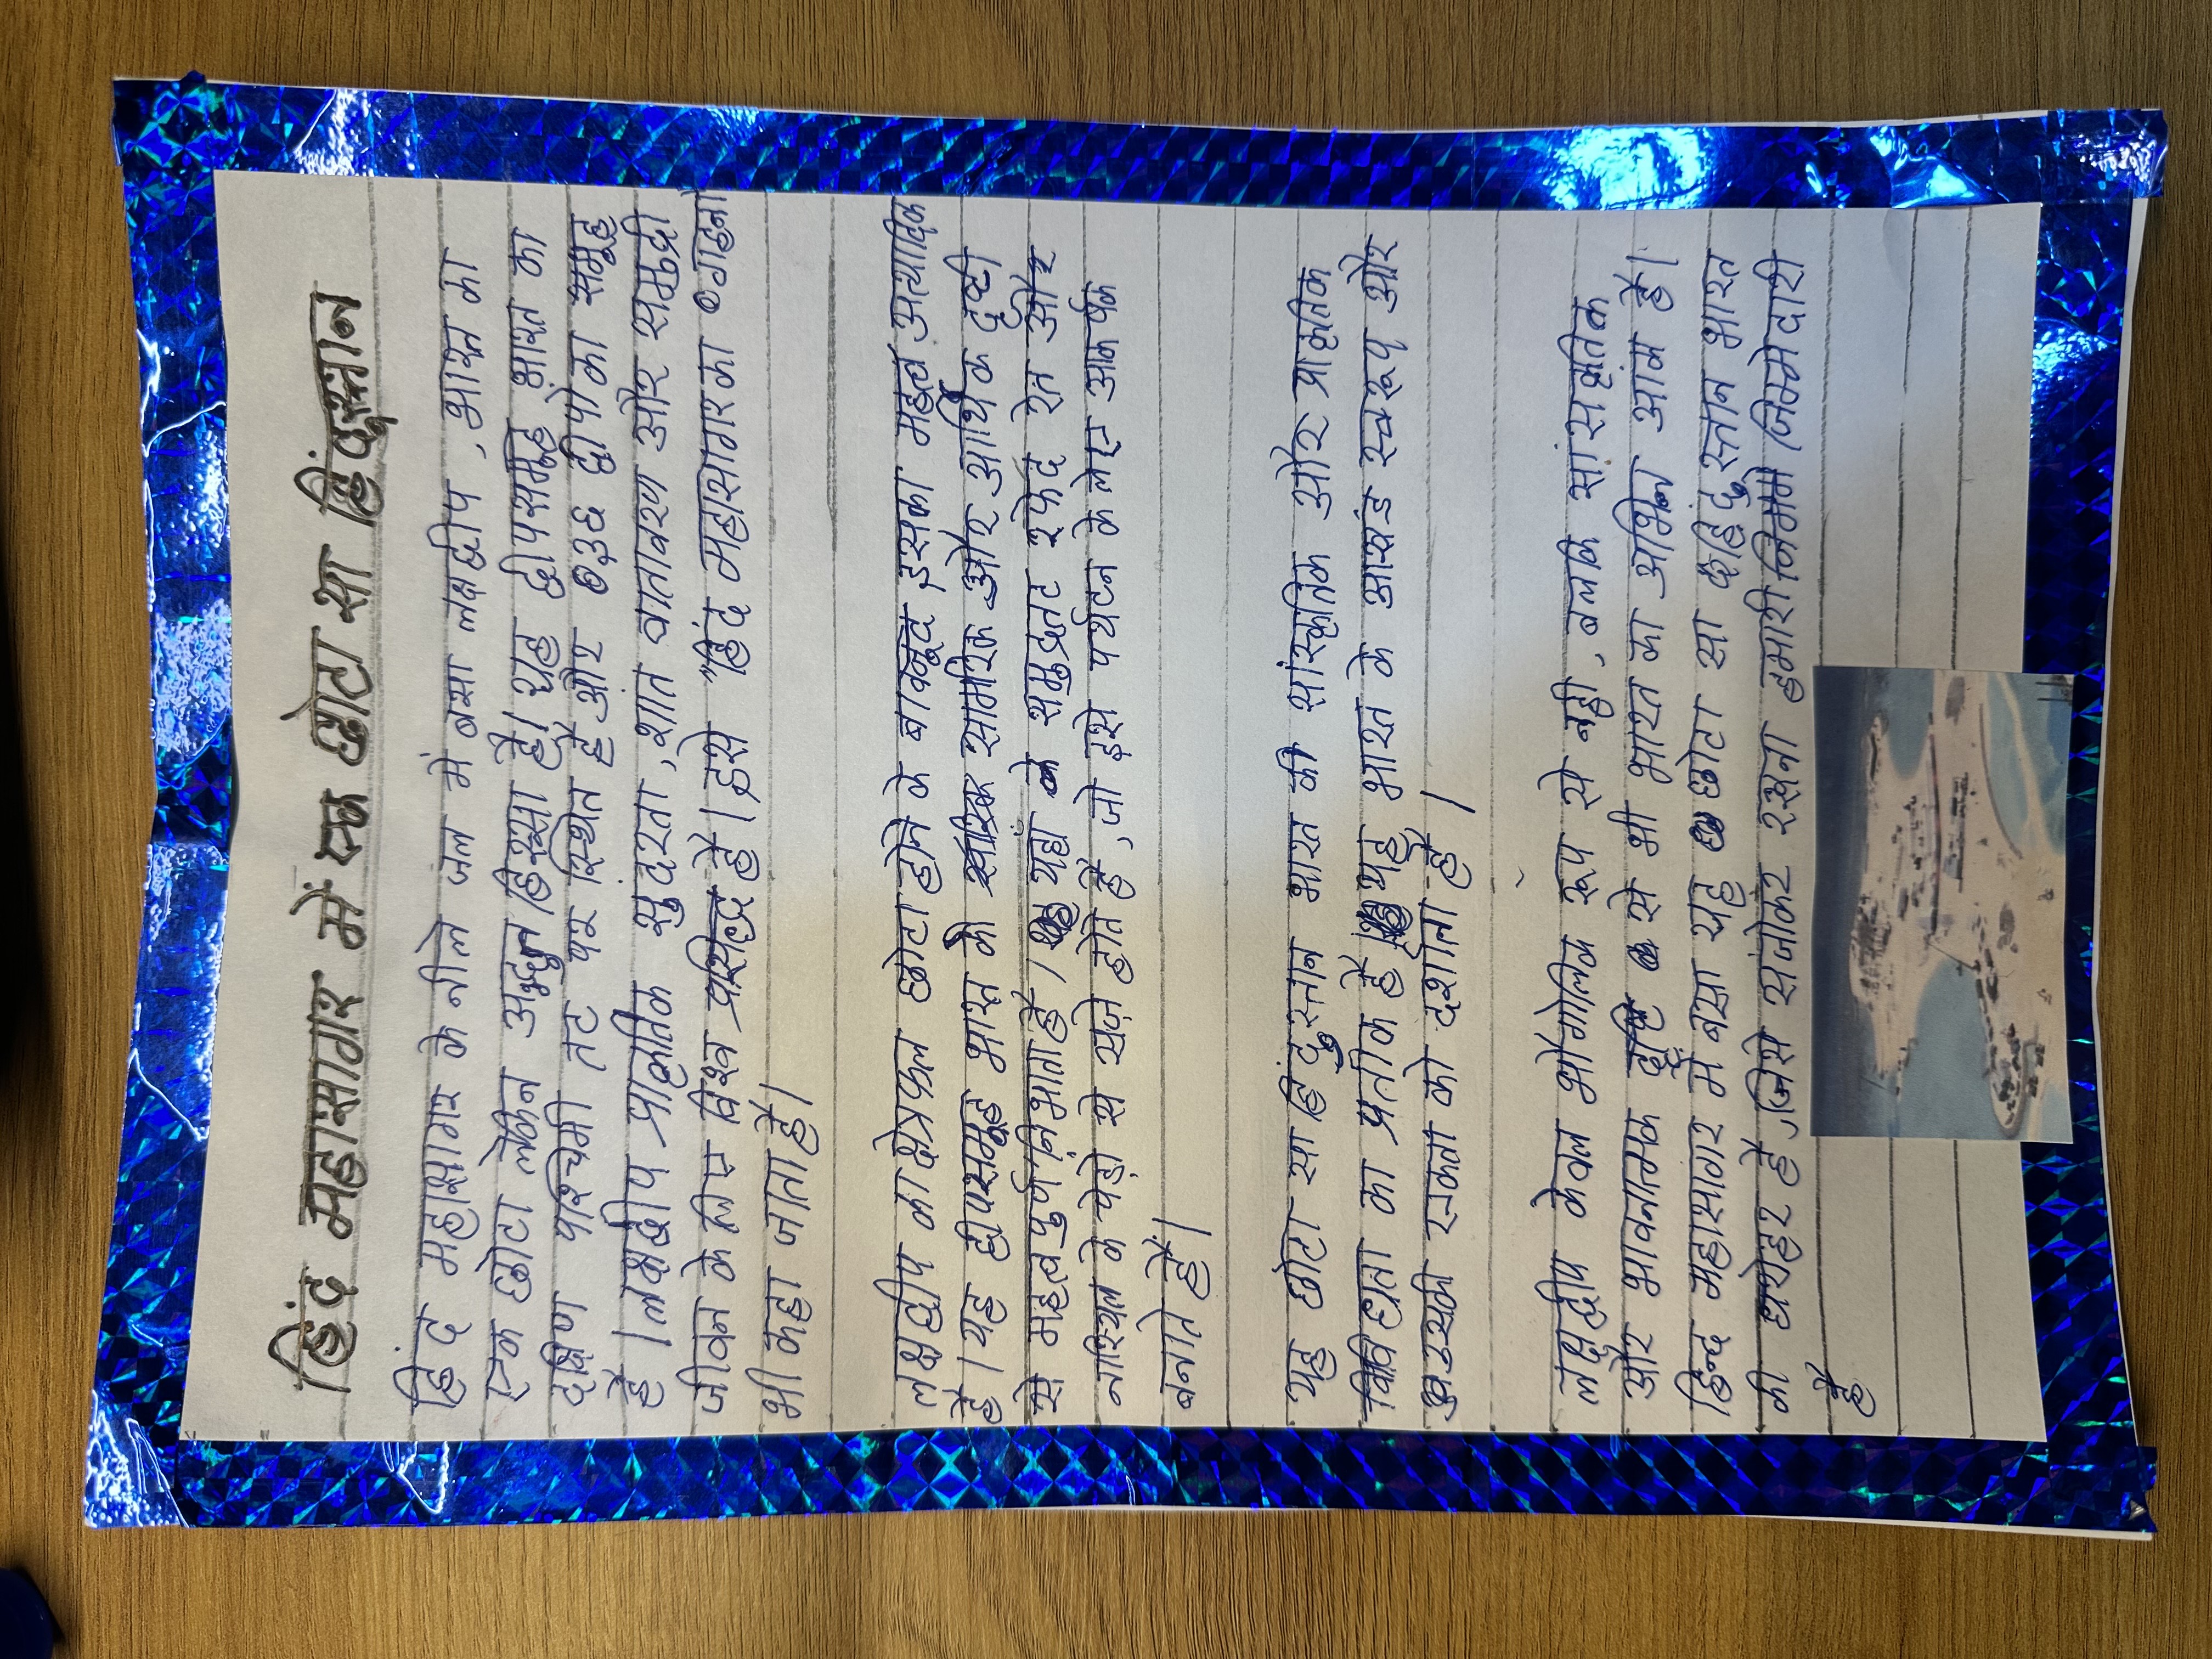 हिंद महासागर में एक छोटा सा हिंदूस्तान
हिंद महासागर के नीले जल में बसा लक्षद्वीप , भारत का
एक छोटा लेकिन अद्भुत हिस्सा है। यह द्वीपसमूह भारत का
दक्षिण पश्चिमी तट पर स्थित है और ३६ द्वीपों का समूह
है । लक्षद्वीप प्राकृतिक सुंदरता , शांत वातावरण और समुद्री
जीवन के लिए विश्व प्रसिद्ध है । इसे "हिंद महासागर का गहना"
भी कहा जाता है।
लक्षद्वीप का क्षेत्रफल छोटा होने के बावजूद इसका महत्व अत्यादिक
है । यह द्वीपसमूह भारत की सामरिक और आर्थिक दृष्टी
से महत्वपुर्ण निभाता है । यहाँ के समुद्रतट सफेद रेत और
नारियल के पेड़ों से सज़े होते है , जो इसे पर्यटन के लिए आकर्षक
बनाते हैं।
यह छोटा सा हिंदुस्तान भारत की सांस्कृतिक और प्राकृतिक
विविधता का प्रतीक है । यह भारत के आखंड स्वरूप और
उसकी एकता को दर्शाता है ।
लक्षद्वीप केवल भौगोलिक रूप से नही , बलकि सांसकृतिक
और भावनात्मक दृष्टि से भी भारत का अभिन्न आंग है।
हिन्द महासागर में बसा यह छोटा सा हिंदुस्तान भारत
की धरोहर है , जिसे संजोकर रखना हमारी जिम्मेदारी
है